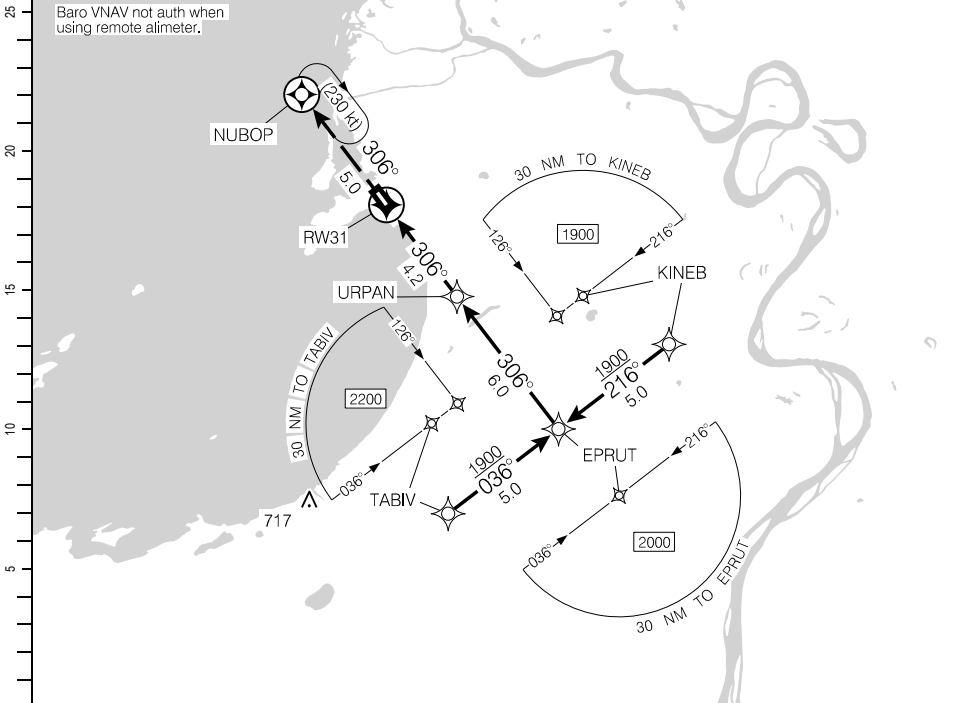 25
Baro VNAV not auth when
using remote alimeter.
(230 kt)
NUBOP
306°
5.0
20
30 NM TO KINEB
RW31
126°
1900
216°
306°
4.2
KINEB
URPAN
15
126°
30 NM TO TABIV
306°
6.0
1900
216°
5.0
2200
10
216°
EPRUT
1900
036°
5.0
036°
TABIV
717
2000
036°
5
30 NM TO EPRUT